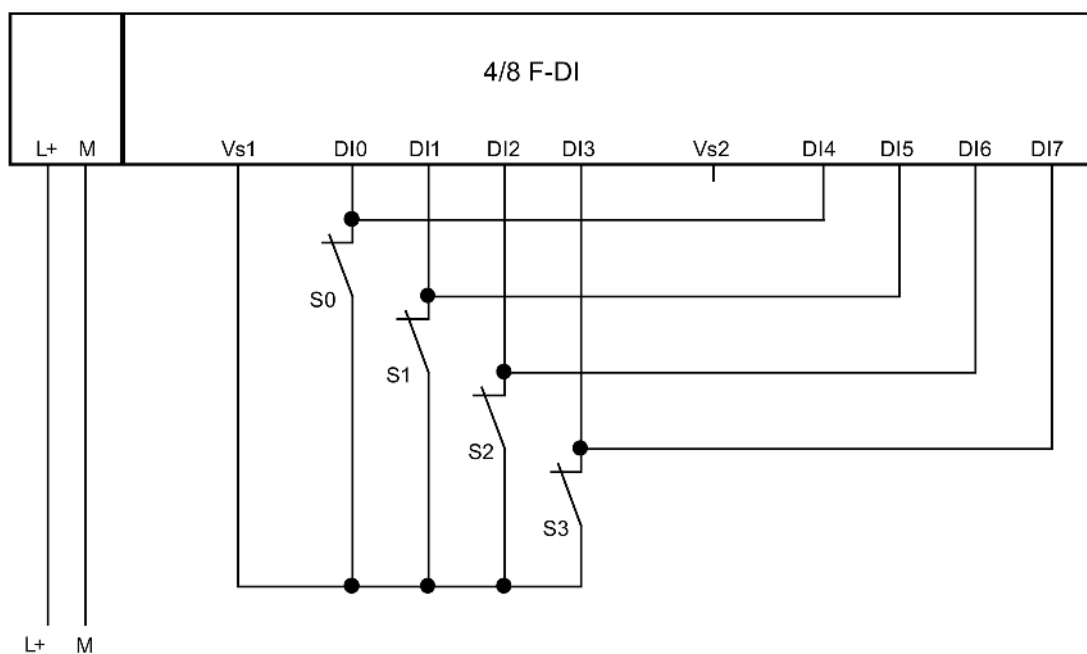 4/8 F-DI
L+ M Vs1 DI0 DI1 DI2 DI3 Vs2 DI4 DI5 DI6 DI7
S0
S1
S2
S3
L+ M